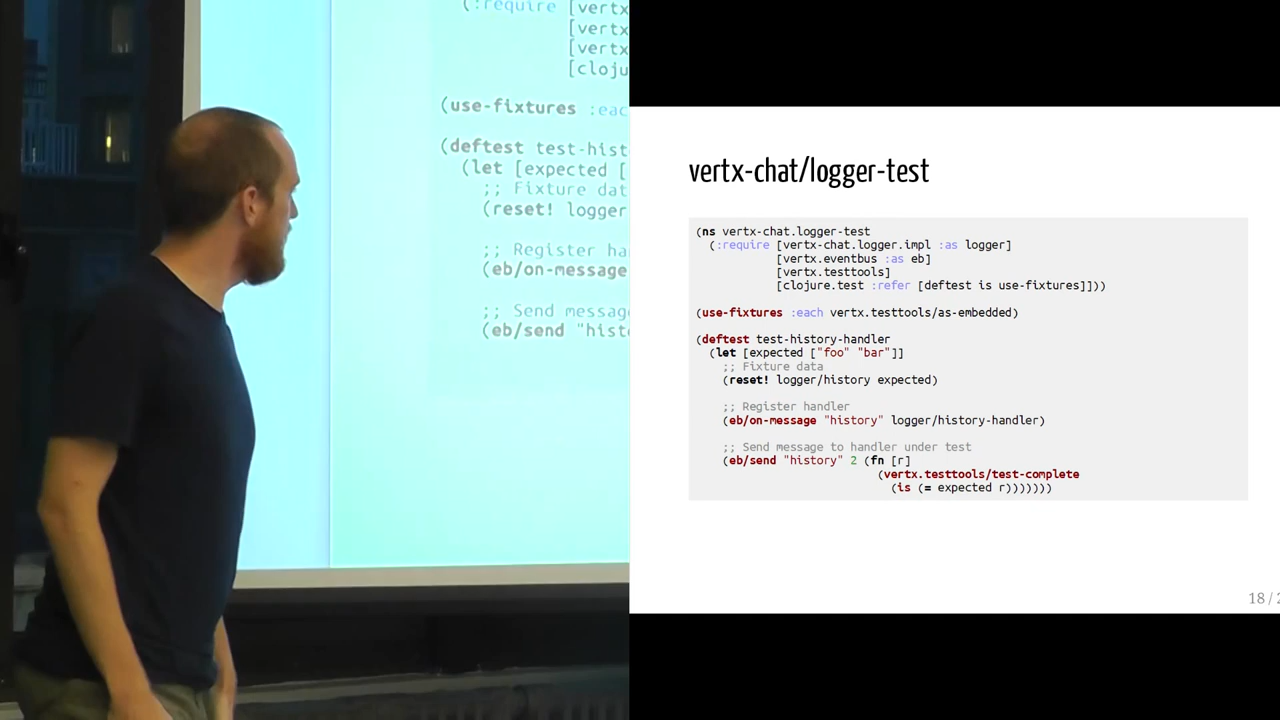 (:require [vertx
[vertx
[vertx
[cloju
(use-fixtures :eac
(deftest test-hist
(let [expected [
;; Fixture dat
(reset! logger
;; Register ha
(eb/on-message
;; Send message
(eb/send "hist
vertx-chat/logger-test
(ns vertx-chat.logger-test
(:require [vertx-chat.logger.impl :as logger]
[vertx.eventbus :as eb]
[vertx.testtools]
[clojure.test :refer [deftest is use-fixtures]]))
(use-fixtures :each vertx.testtools/as-embedded)
(deftest test-history-handler
(let [expected ["foo" "bar"]]
;; Fixture data
(reset! logger/history expected)
;; Register handler
(eb/on-message "history" logger/history-handler)
;; Send message to handler under test
(eb/send "history" 2 (fn [r]
(vertx.testtools/test-complete
(is (= expected r)))))))
18 / 2